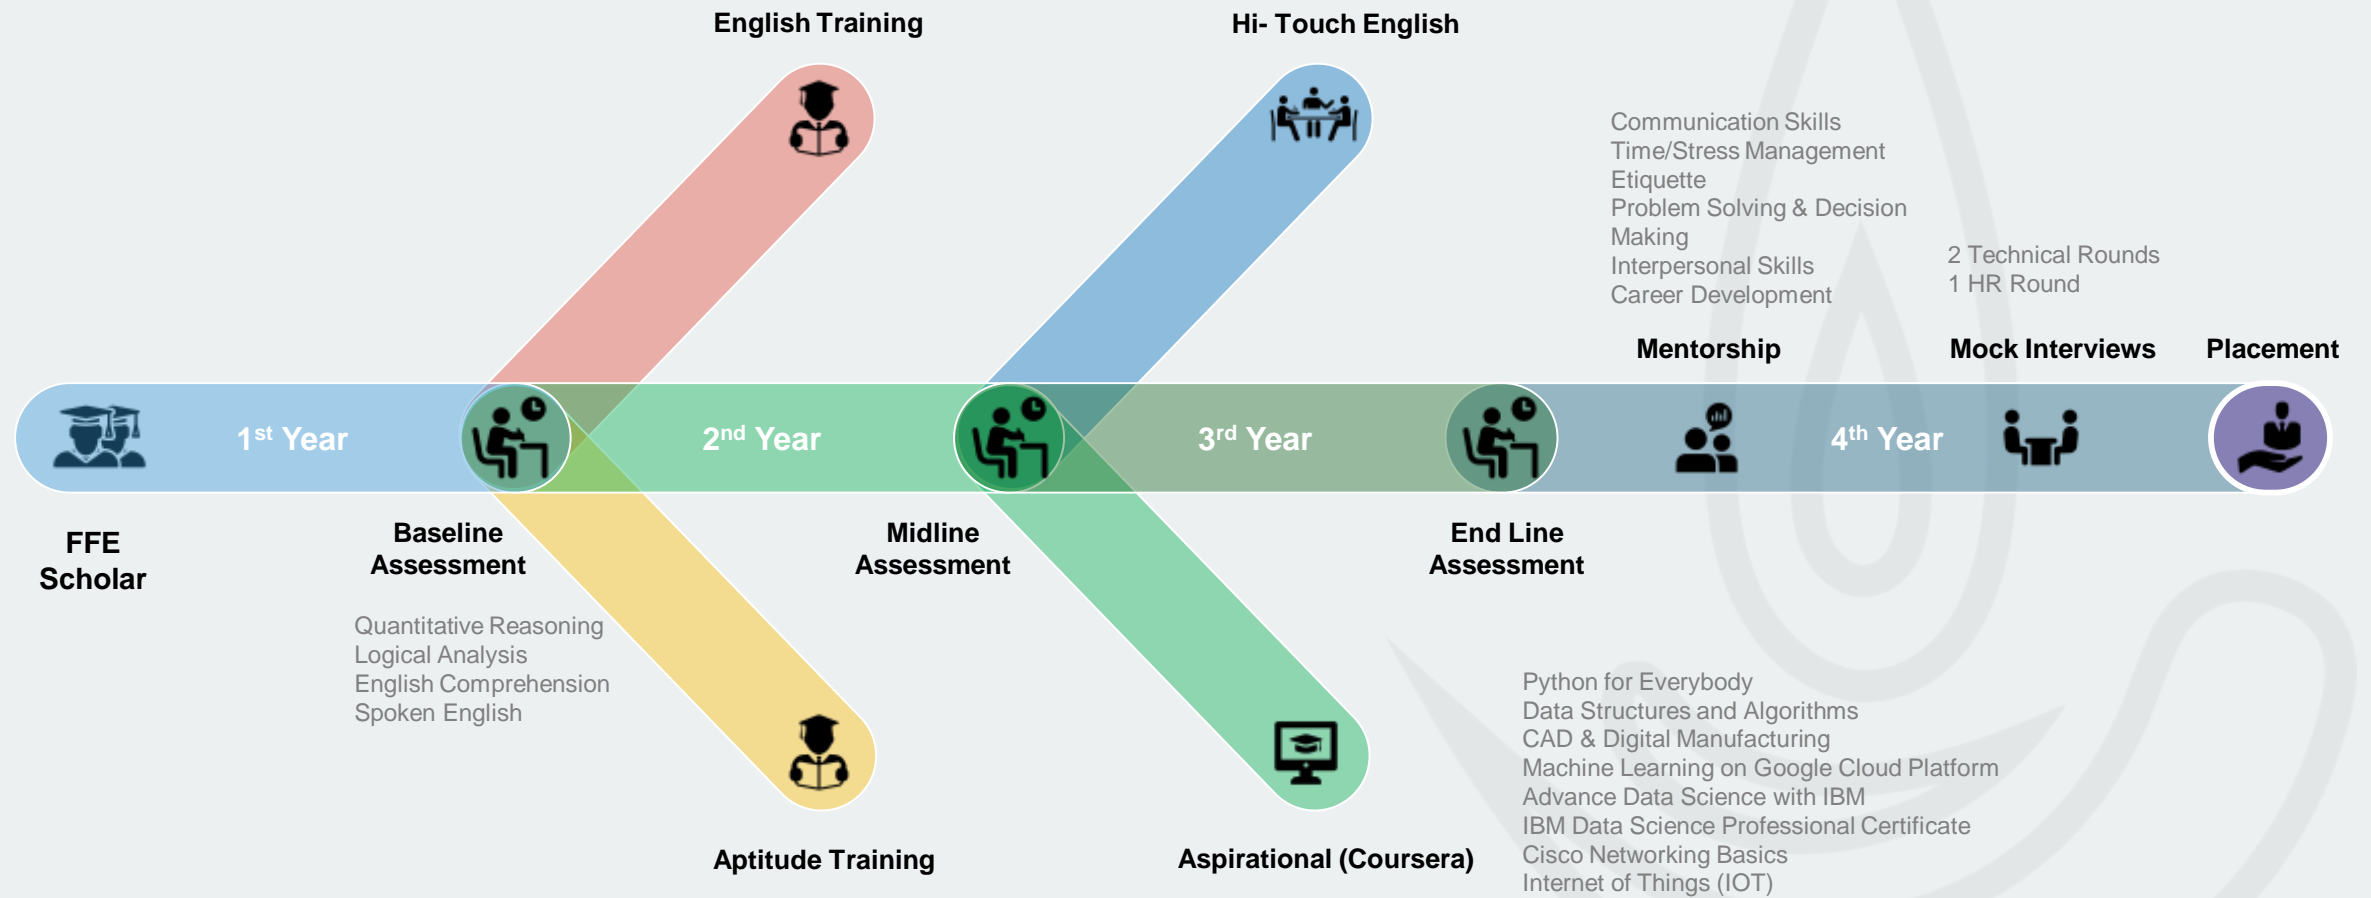 English Training
Hi- Touch English
Communication Skills
Time/Stress Management
Etiquette
Problem Solving & Decision
Making
Interpersonal Skills
Career Development
2 Technical Rounds
1 HR Round
Mentorship
Mock Interviews
Placement
1st Year
2nd Year
3rd Year
4th Year
FFE
Scholar
Baseline
Assessment
Quantitative Reasoning
Logical Analysis
English Comprehension
Spoken English
Midline
Assessment
End Line
Assessment
Aptitude Training
Aspirational (Coursera)
Python for Everybody
Data Structures and Algorithms
CAD & Digital Manufacturing
Machine Learning on Google Cloud Platform
Advance Data Science with IBM
IBM Data Science Professional Certificate
Cisco Networking Basics
Internet of Things (IOT)